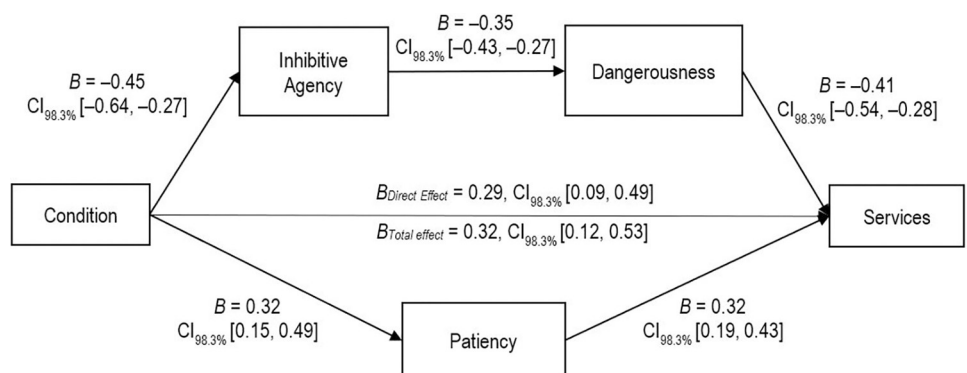 B = –0.35
CI98.3% [–0.43, –0.27]
Inhibitive
Agency
Dangerousness
B = –0.45
CI98.3% [–0.64, –0.27]
B = –0.41
CI98.3% [–0.54, –0.28]
BDirect Effect = 0.29, CI98.3% [0.09, 0.49]
Condition
Services
BTotal effect = 0.32, CI98.3% [0.12, 0.53]
B = 0.32
CI98.3% [0.15, 0.49]
B = 0.32
CI98.3% [0.19, 0.43]
Patiency